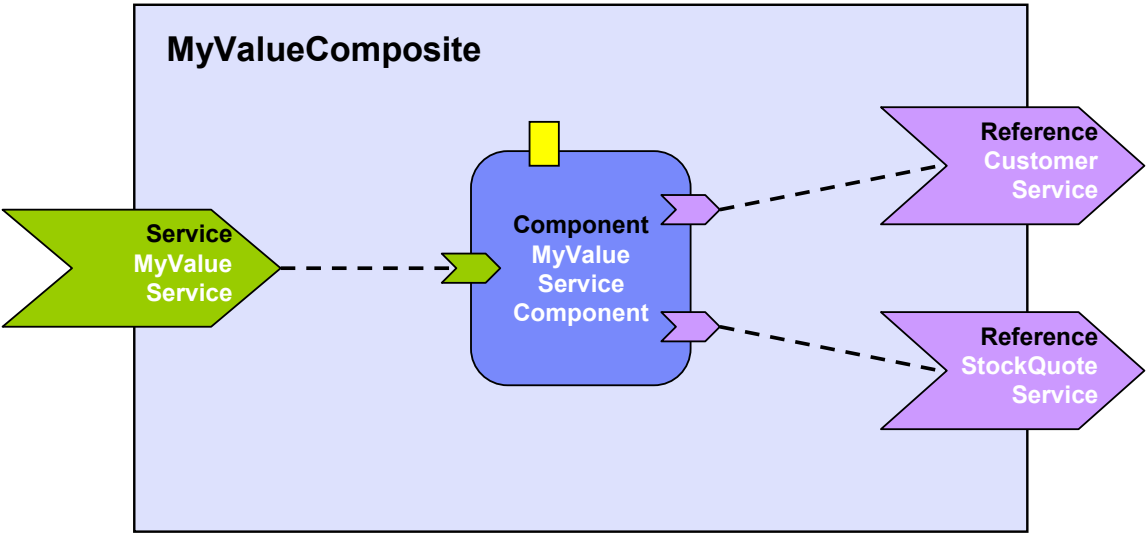 MyValueComposite
Service
MyValue
Service
Component
MyValue
Service
Component
Reference
Customer
Service
Reference
StockQuote
Service